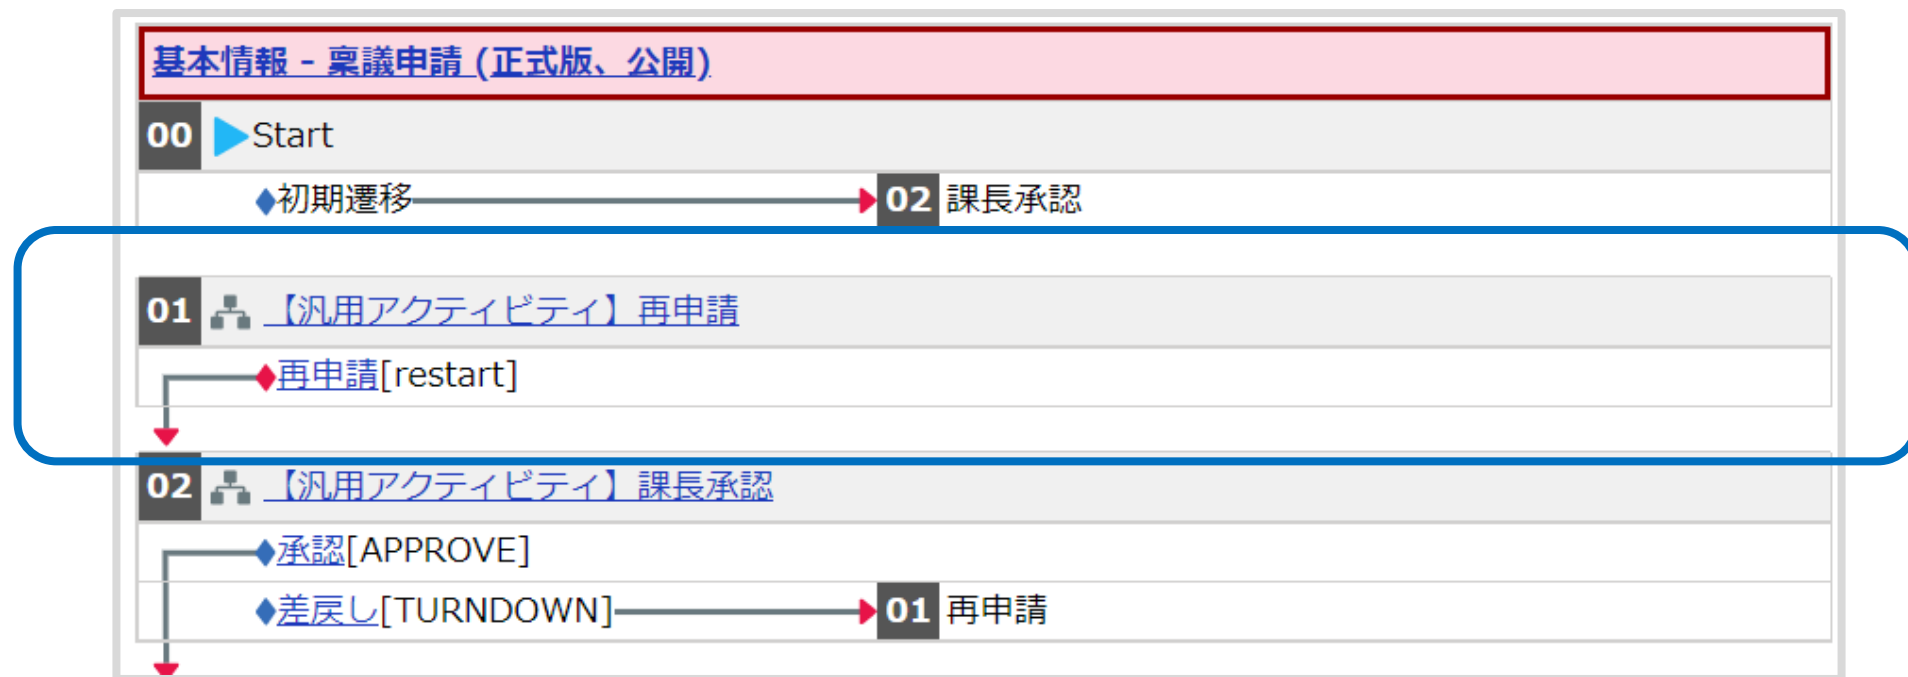 基本情報 - 稟議申請 (正式版、公開)
00 Start
初期遷移 02 課長承認
01 【汎用アクティビティ】再申請
再申請[restart]
02 【汎用アクティビティ】課長承認
承認[APPROVE]
差戻し[TURNDOWN] 01 再申請